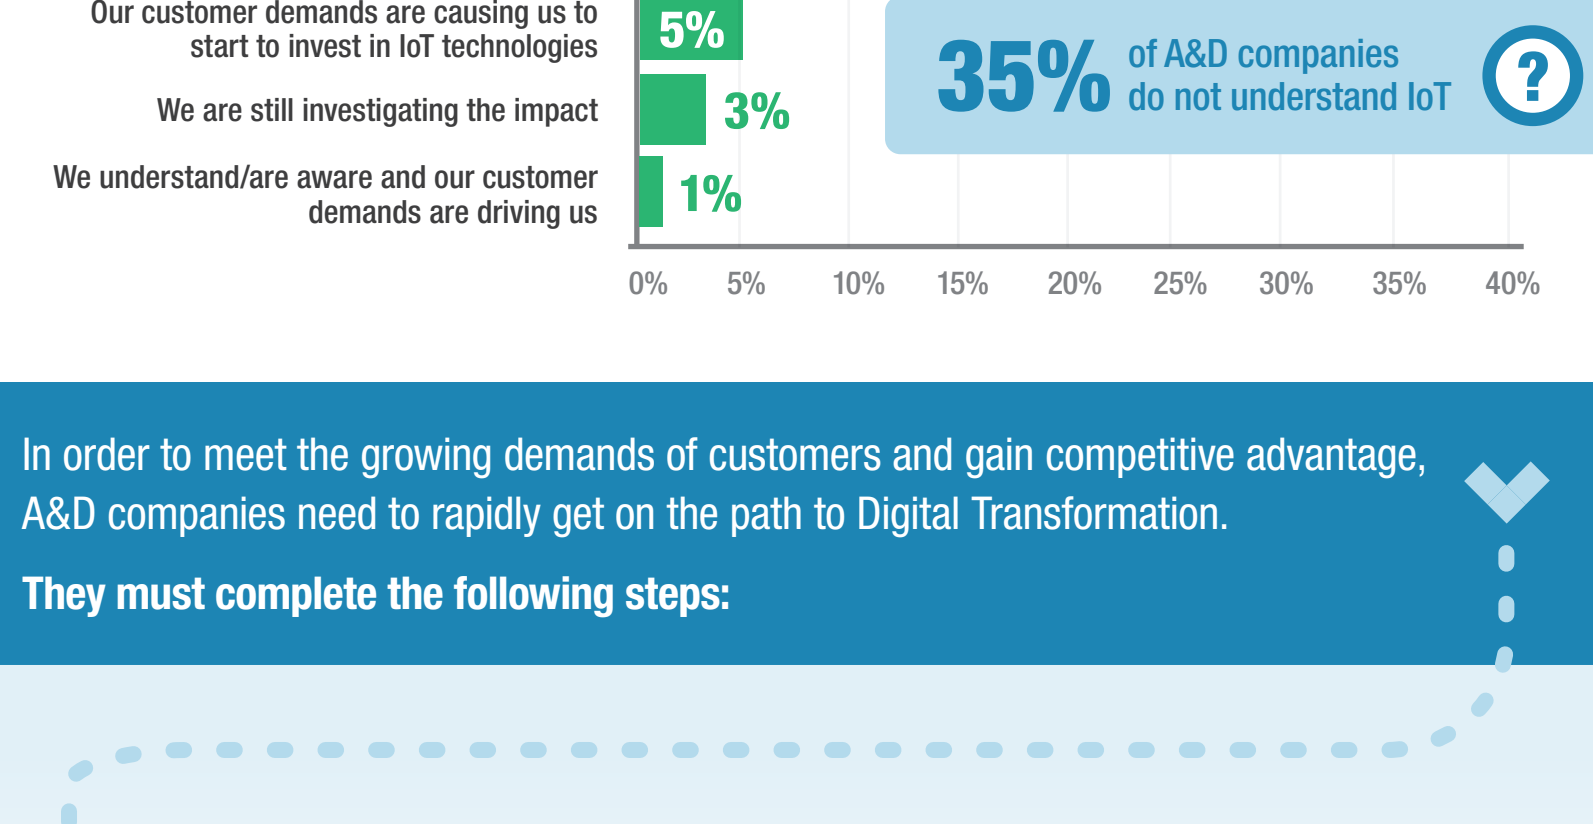 Our customer demands are causing us to
start to invest in IoT technologies
5%
We are still investigating the impact
3%
We understand/are aware and our customer
demands are driving us
1%
35%
of A&D companies
do not understand IoT
?
0% 5% 10% 15% 20% 25% 30% 35% 40%
In order to meet the growing demands of customers and gain competitive advantage,
A&D companies need to rapidly get on the path to Digital Transformation.
They must complete the following steps: